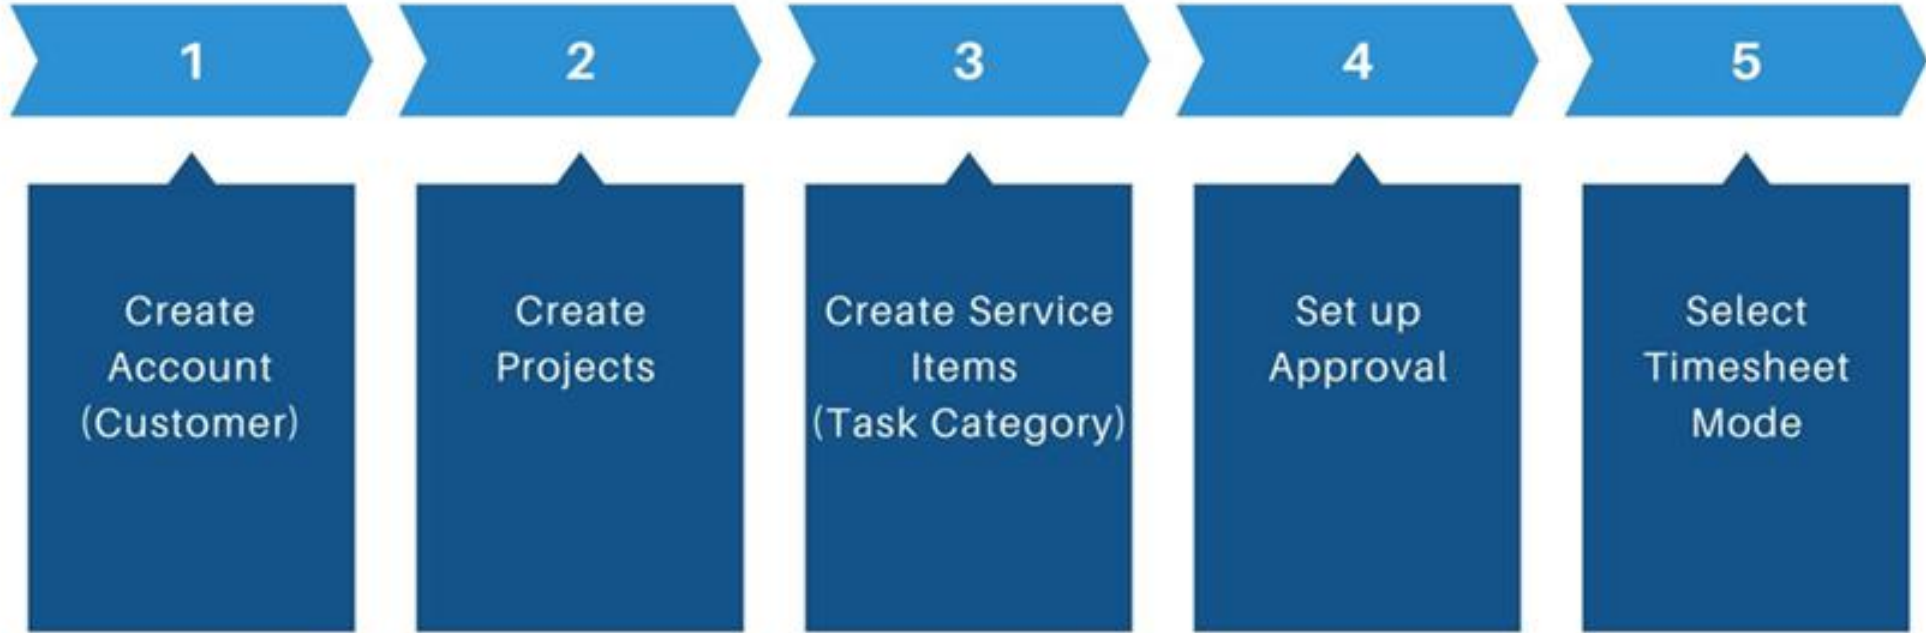 1
2
3
4
5
Create
Account
(Customer)
Create
Projects
Create Service
Items
(Task Category)
Set up
Approval
Select
Timesheet
Mode